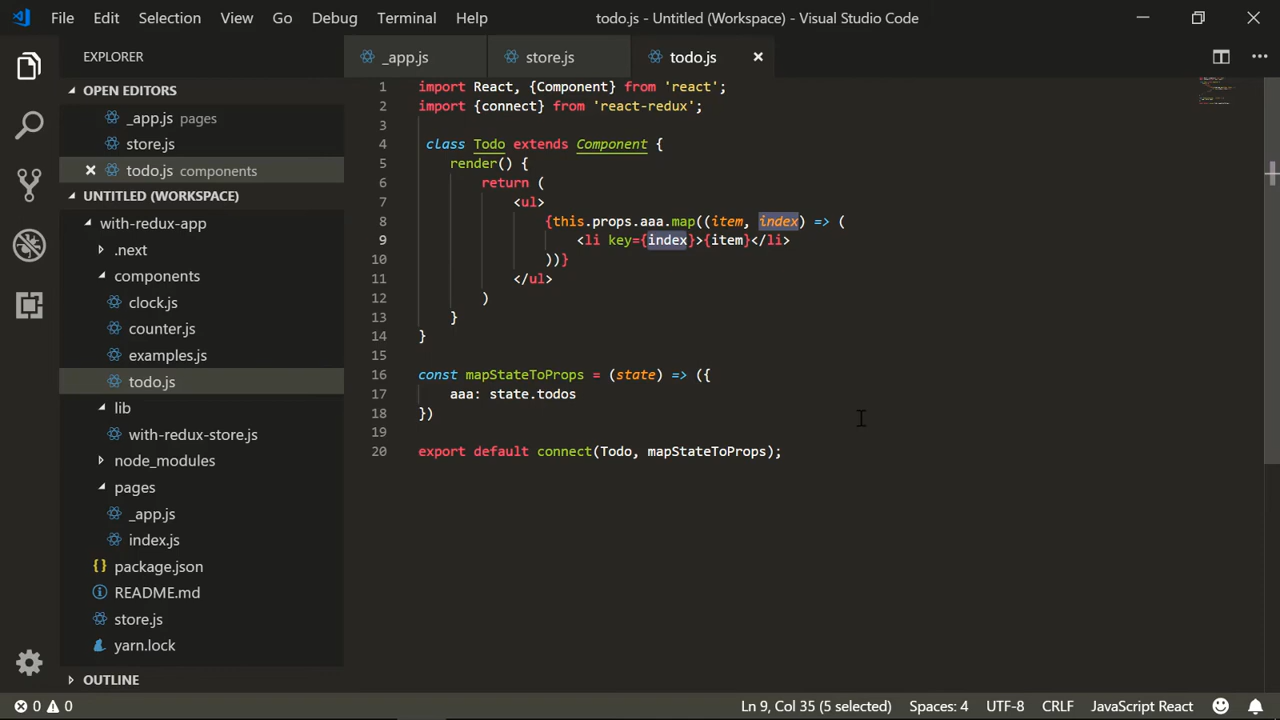 File Edit Selection View Go Debug Terminal Help todo.js - Untitled (Workspace) - Visual Studio Code
EXPLORER
OPEN EDITORS
_app.js pages
store.js
todo.js components
UNTITLED (WORKSPACE)
with-redux-app
.next
components
clock.js
counter.js
examples.js
todo.js
lib
with-redux-store.js
node_modules
pages
_app.js
index.js
{} package.json
README.md
store.js
yarn.lock
OUTLINE
_app.js store.js todo.js
1 import React, {Component} from 'react';
2 import {connect} from 'react-redux';
3
4 class Todo extends Component {
5 render() {
6 return (
7 <ul>
8 {this.props.aaa.map((item, index) => (
9 <li key={index}>{item}</li>
10 ))}
11 </ul>
12 )
13 }
14 }
15
16 const mapStateToProps = (state) => ({
17 aaa: state.todos
18 })
19
20 export default connect(Todo, mapStateToProps);
0 0 Ln 9, Col 35 (5 selected) Spaces: 4 UTF-8 CRLF JavaScript React